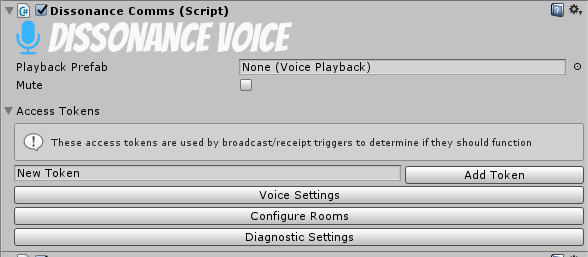 Dissonance Comms (Script)
DISSONANCE VOICE
Playback Prefab None (Voice Playback)
Mute
Access Tokens
These access tokens are used by broadcast/receipt triggers to determine if they should function
New Token Add Token
Voice Settings
Configure Rooms
Diagnostic Settings